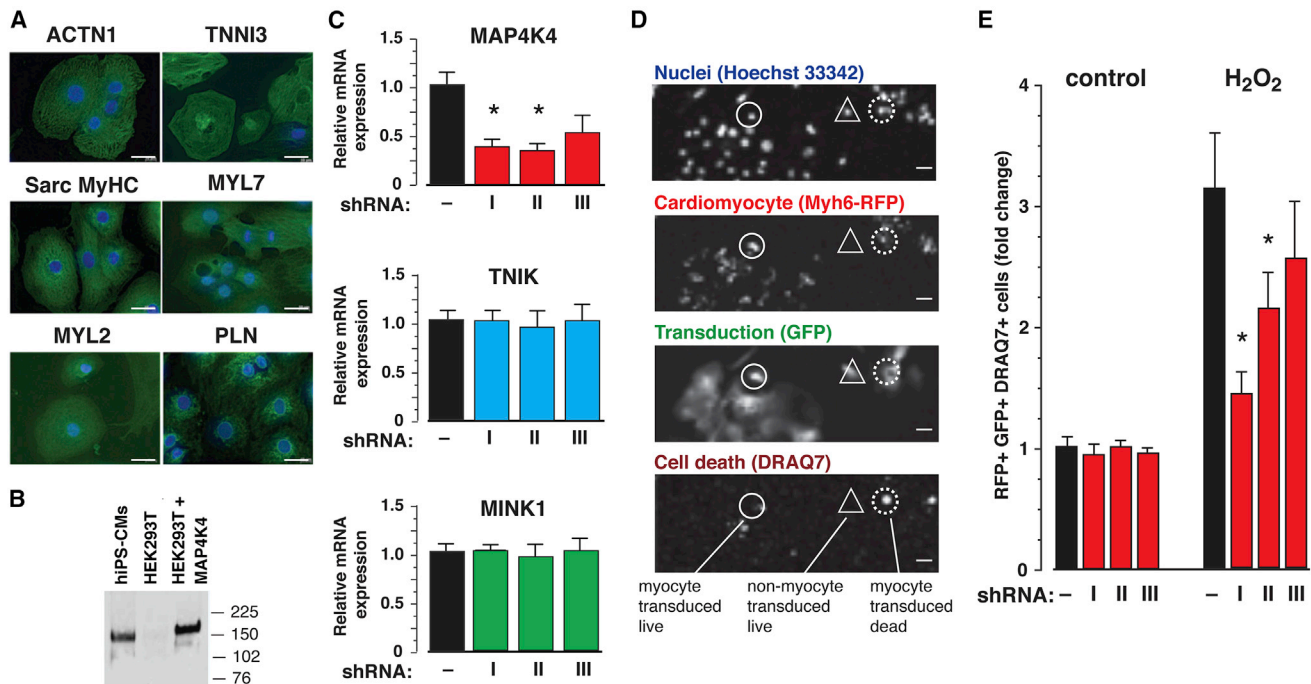 A
ACTN1
TNNI3
Sarc MyHC
MYL7
MYL2
PLN
B
hiPS-CMs
HEK293T
HEK293T +
MAP4K4
225
150
102
76
C
MAP4K4
Relative mRNA
expression
1.5
1.0
0.5
0
* *
shRNA: – I II III
TNIK
Relative mRNA
expression
1.5
1.0
0.5
0
shRNA: – I II III
MINK1
Relative mRNA
expression
1.5
1.0
0.5
0
shRNA: – I II III
D
Nuclei (Hoechst 33342)
Cardiomyocyte (Myh6-RFP)
Transduction (GFP)
Cell death (DRAQ7)
myocyte
transduced
live
non-myocyte
transduced
live
myocyte
transduced
dead
E
RFP+ GFP+ DRAQ7+ cells (fold change)
4
3
2
1
0
control
H₂O₂
*
*
shRNA: – I II III – I II III